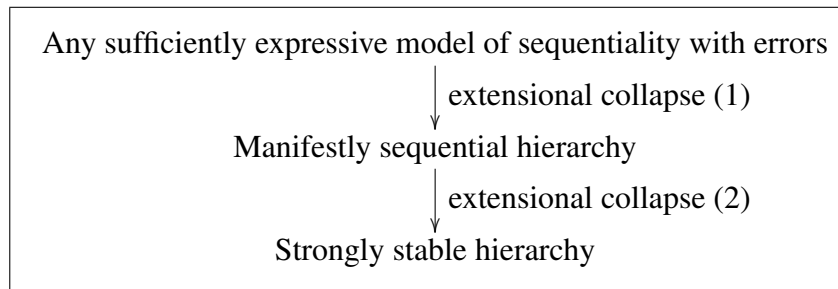 Any sufficiently expressive model of sequentiality with errors
extensional collapse (1)
Manifestly sequential hierarchy
extensional collapse (2)
Strongly stable hierarchy